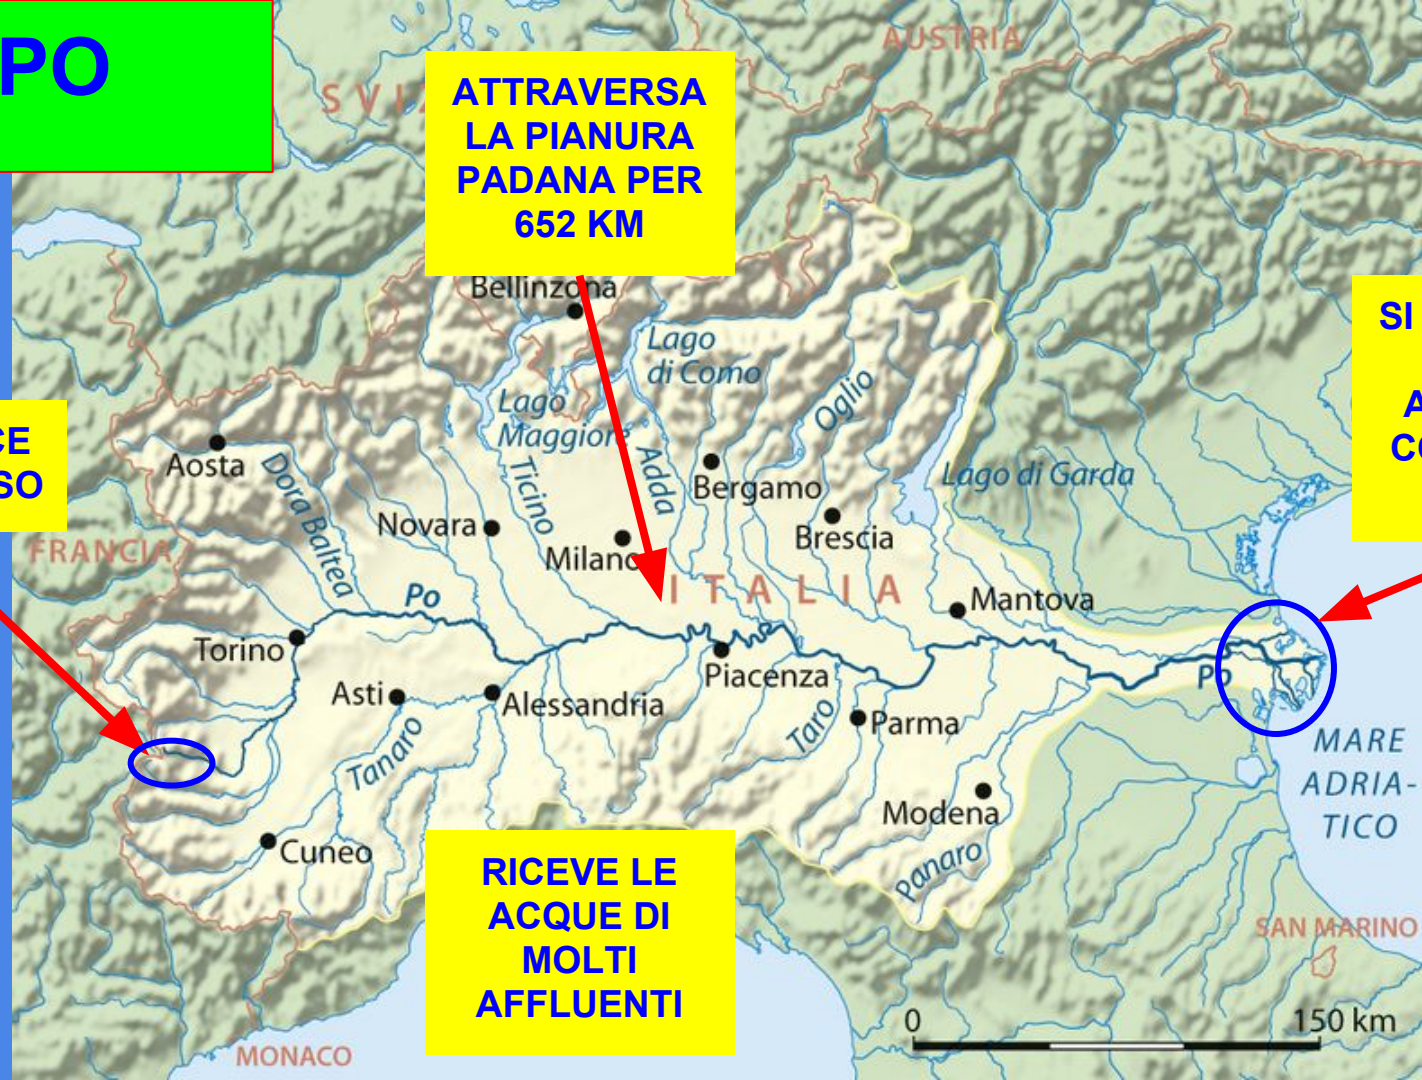 PO
ATTRAVERSA
LA PIANURA
PADANA PER
652 KM
AUSTRIA
SVI
Bellinzona
SI
A
CO
Lago
di Como
Oglio
Lago
Maggiore
CE
SO
Aosta
Dora Baltea
Ticino
Adda
Bergamo
Lago di Garda
Novara
Milano
Brescia
FRANCIA
ITALIA
Po
Mantova
Torino
Piacenza
Po
Asti
Alessandria
Taro
Parma
Tanaro
MARE
ADRIA-
TICO
Modena
Cuneo
Panaro
RICEVE LE
ACQUE DI
MOLTI
AFFLUENTI
SAN MARINO
0
150 km
MONACO